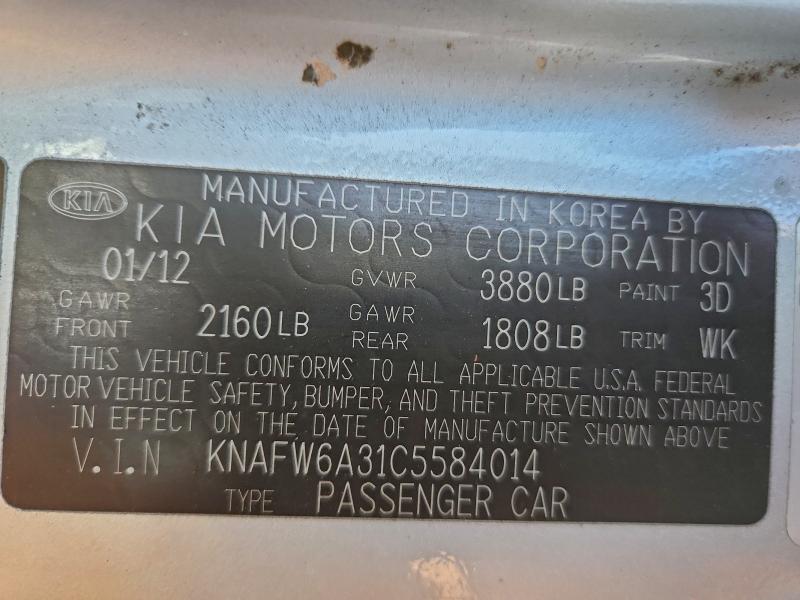 KIA
MANUFACTURED IN KOREA BY
KIA MOTORS CORPORATION
01/12 GVWR 3880LB PAINT 3D
GAWR FRONT 2160LB GAWR REAR 1808LB TRIM WK
THIS VEHICLE CONFORMS TO ALL APPLICABLE U.S.A. FEDERAL
MOTOR VEHICLE SAFETY, BUMPER, AND THEFT PREVENTION STANDARDS
IN EFFECT ON THE DATE OF MANUFACTURE SHOWN ABOVE
V.I.N KNAFW6A31C5584014
TYPE PASSENGER CAR